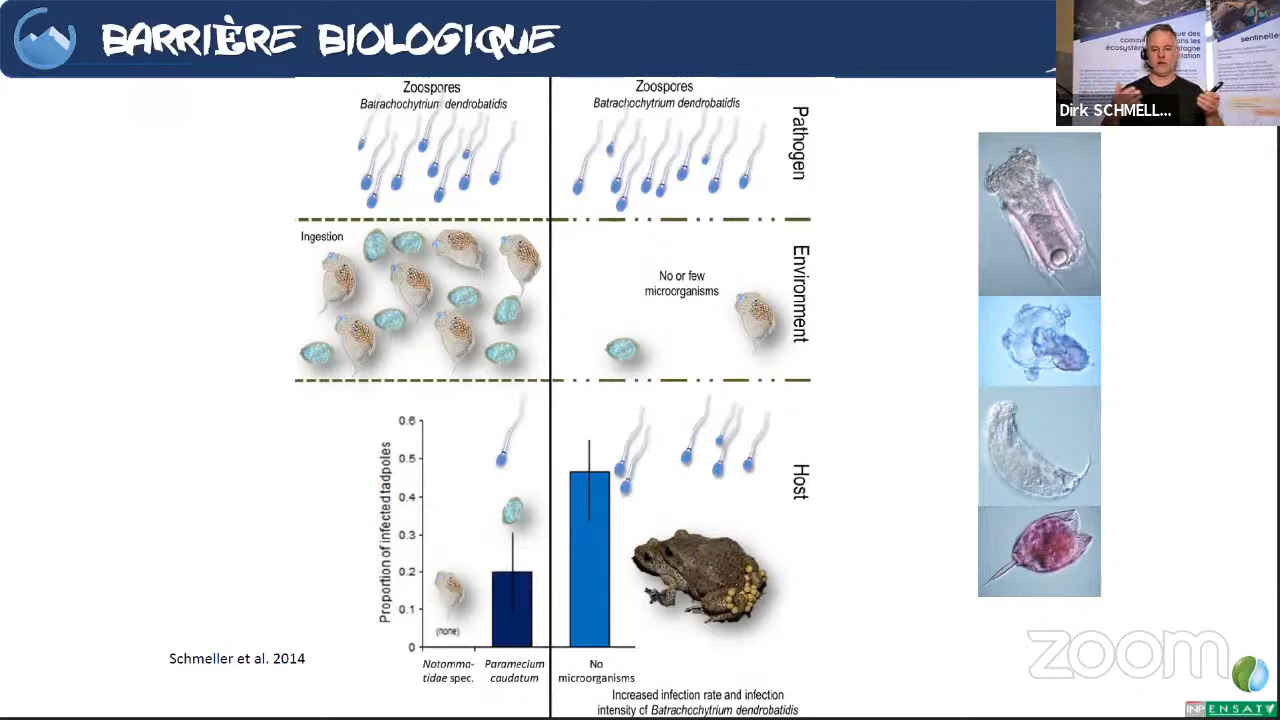 BARRIÈRE BIOLOGIQUE
Zoospores
Batrachochytrium dendrobatidis
Zoospores
Batrachochytrium dendrobatidis
Pathogen
Ingestion
No or few
microorganisms
Environment
Proportion of infected tadpoles
0.6
0.5
0.4
0.3
0.2
0.1
0
(none)
Notomma-
tidae spec.
Paramecium
caudatum
No
microorganisms
Host
Increased infection rate and infection
intensity of Batrachochytrium dendrobatidis
Schmeller et al. 2014
Dirk SCHMELL...
sentinelle
zoom
INP ENSAT